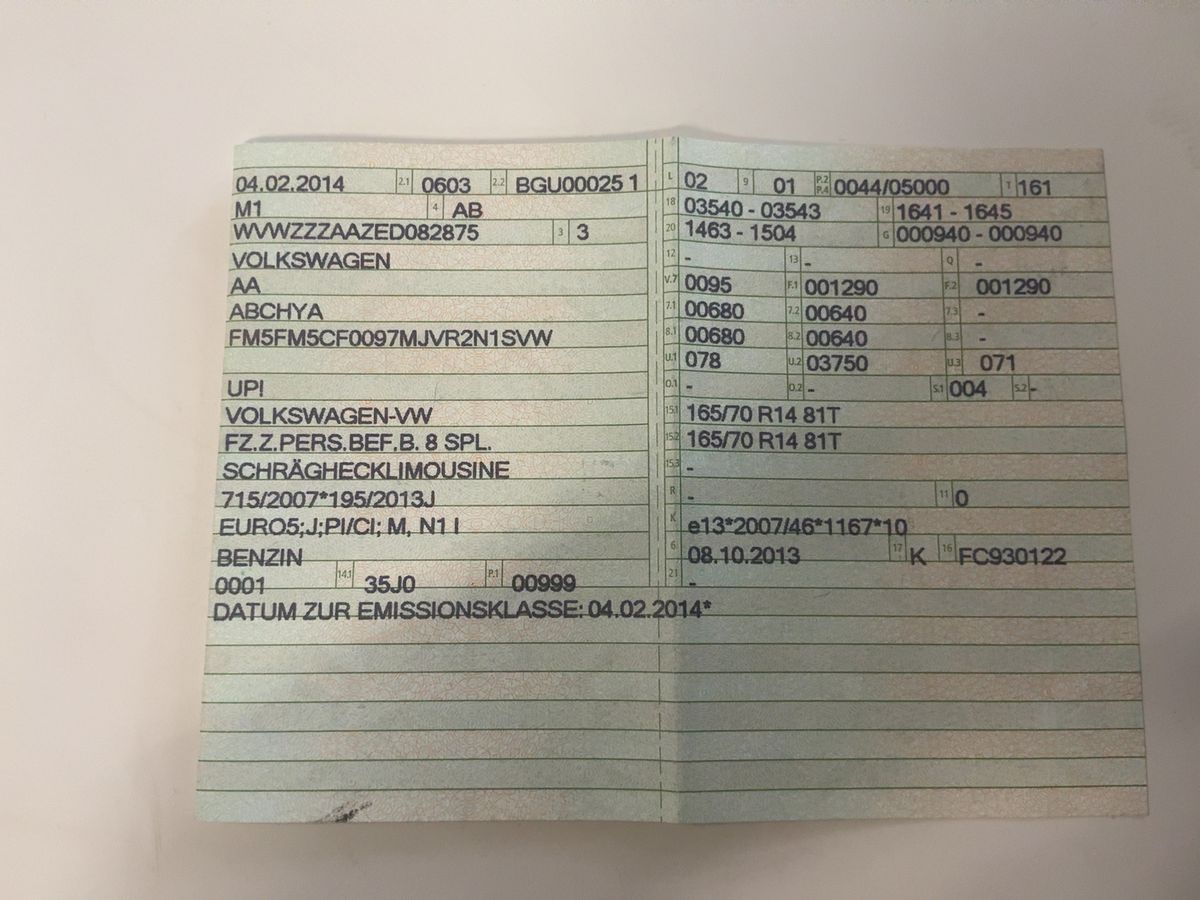 04.02.2014 2.1 0603 2.2 BGU00025 1
M1 4 AB
WVWZZZAAZED082875 3 3
VOLKSWAGEN
AA
ABCHYA
FM5FM5CF0097MJVR2N1SVW
UP!
VOLKSWAGEN-VW
FZ.Z.PERS.BEF.B. 8 SPL.
SCHRÄGHECKLIMOUSINE
715/2007*195/2013J
EURO5;J;PI/CI; M, N1 I
BENZIN
0001 14.1 35J0 P.1 00999
DATUM ZUR EMISSIONSKLASSE: 04.02.2014*
L 02 9 01 P.2 P.4 0044/05000 T 161
18 03540 - 03543 19 1641 - 1645
20 1463 - 1504 G 000940 - 000940
12 - 13 - Q -
V.7 0095 F.1 001290 F.2 001290
7.1 00680 7.2 00640 7.3 -
8.1 00680 8.2 00640 8.3 -
U.1 078 U.2 03750 U.3 071
O.1 - O.2 - S.1 004 S.2 -
15.1 165/70 R14 81T
15.2 165/70 R14 81T
15.3 -
R - 11 0
K e13*2007/46*1167*10
6 08.10.2013 17 K 16 FC930122
21 -